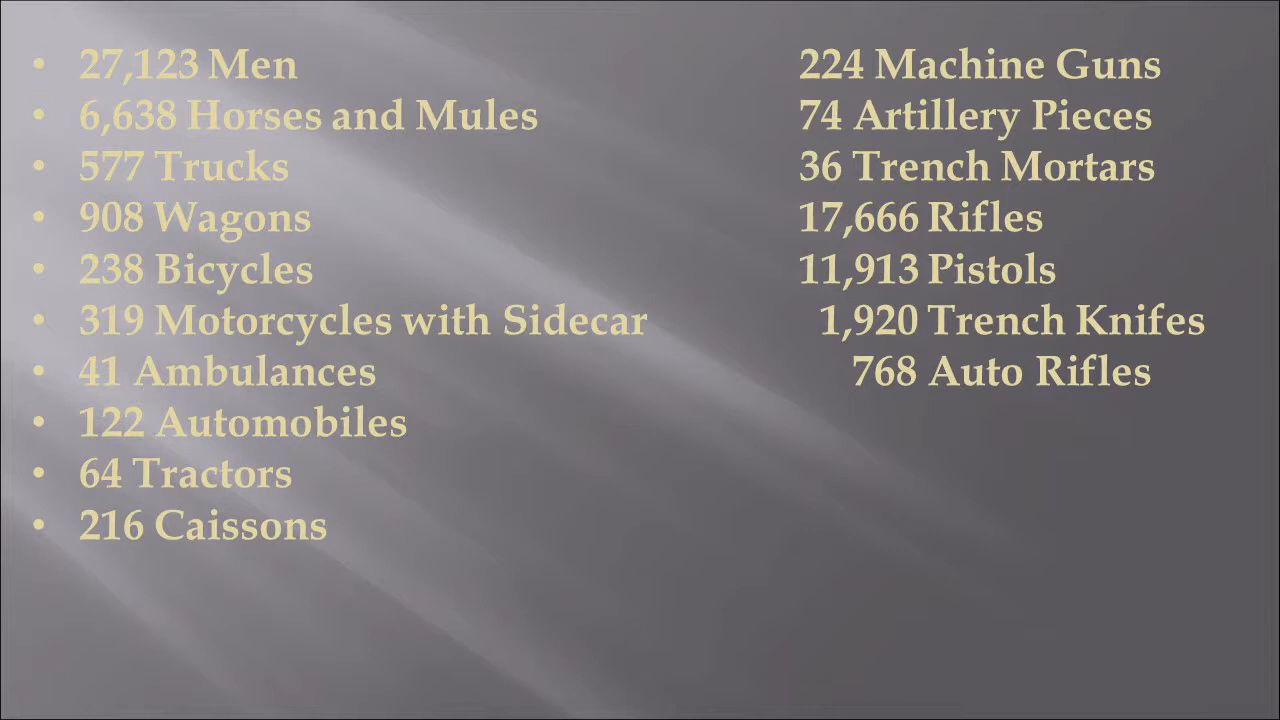 • 27,123 Men
• 6,638 Horses and Mules
• 577 Trucks
• 908 Wagons
• 238 Bicycles
• 319 Motorcycles with Sidecar
• 41 Ambulances
• 122 Automobiles
• 64 Tractors
• 216 Caissons
224 Machine Guns
74 Artillery Pieces
36 Trench Mortars
17,666 Rifles
11,913 Pistols
1,920 Trench Knifes
768 Auto Rifles